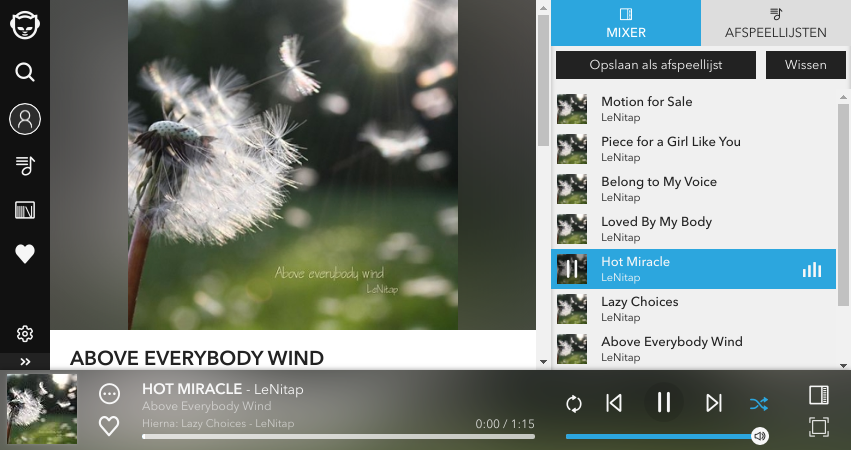 Above everybody wind
LeNitap
ABOVE EVERYBODY WIND
MIXER
AFSPEELLIJSTEN
Opslaan als afspeellijst
Wissen
Motion for Sale
LeNitap
Piece for a Girl Like You
LeNitap
Belong to My Voice
LeNitap
Loved By My Body
LeNitap
Hot Miracle
LeNitap
Lazy Choices
LeNitap
Above Everybody Wind
LeNitap
HOT MIRACLE - LeNitap
Above Everybody Wind
Hierna: Lazy Choices - LeNitap
0:00 / 1:15